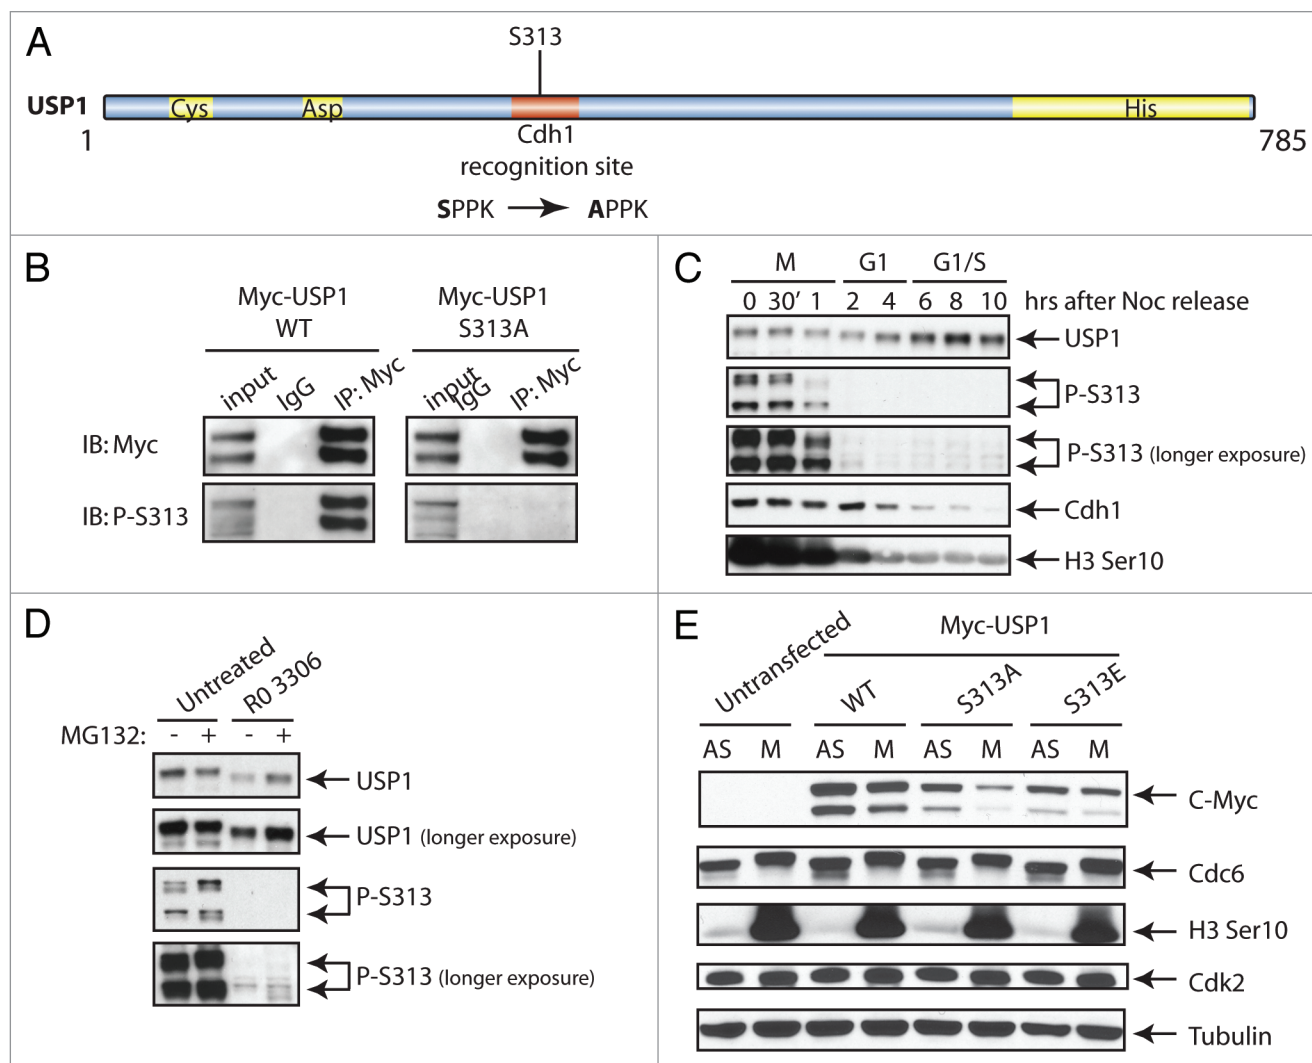 A
S313
USP1
Cys
Asp
His
1
Cdh1
785
recognition site
SPPK
APPK
B
Myc-USP1
WT
Myc-USP1
S313A
input
IgG
IP: Myc
input
IgG
IP: Myc
IB: Myc
IB: P-S313
C
M
G1
G1/S
0 30' 1 2 4 6 8 10 hrs after Noc release
USP1
P-S313
P-S313 (longer exposure)
Cdh1
H3 Ser10
D
Untreated
R0 3306
MG132: - + - +
USP1
USP1 (longer exposure)
P-S313
P-S313 (longer exposure)
E
Untransfected
Myc-USP1
WT
S313A
S313E
AS M AS M AS M AS M
C-Myc
Cdc6
H3 Ser10
Cdk2
Tubulin